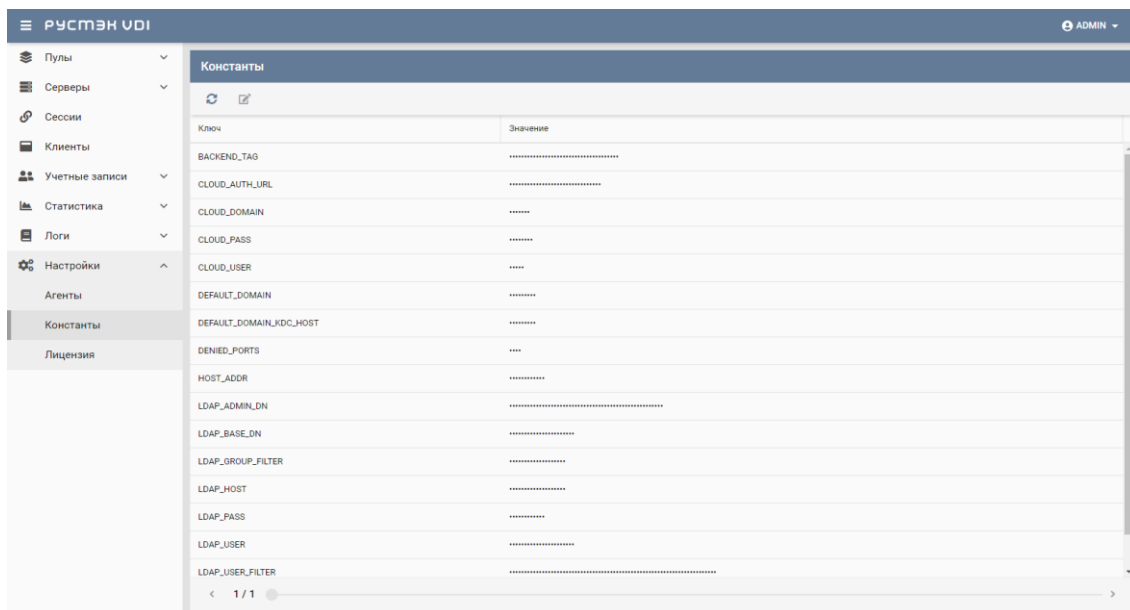 РУСТЭК VDI
ADMIN
Пулы
Серверы
Сессии
Клиенты
Учетные записи
Статистика
Логи
Настройки
Агенты
Константы
Лицензия
Константы
Ключ Значение
BACKEND_TAG
CLOUD_AUTH_URL
CLOUD_DOMAIN
CLOUD_PASS
CLOUD_USER
DEFAULT_DOMAIN
DEFAULT_DOMAIN_KDC_HOST
DENIED_PORTS
HOST_ADDR
LDAP_ADMIN_DN
LDAP_BASE_DN
LDAP_GROUP_FILTER
LDAP_HOST
LDAP_PASS
LDAP_USER
LDAP_USER_FILTER
1 / 1